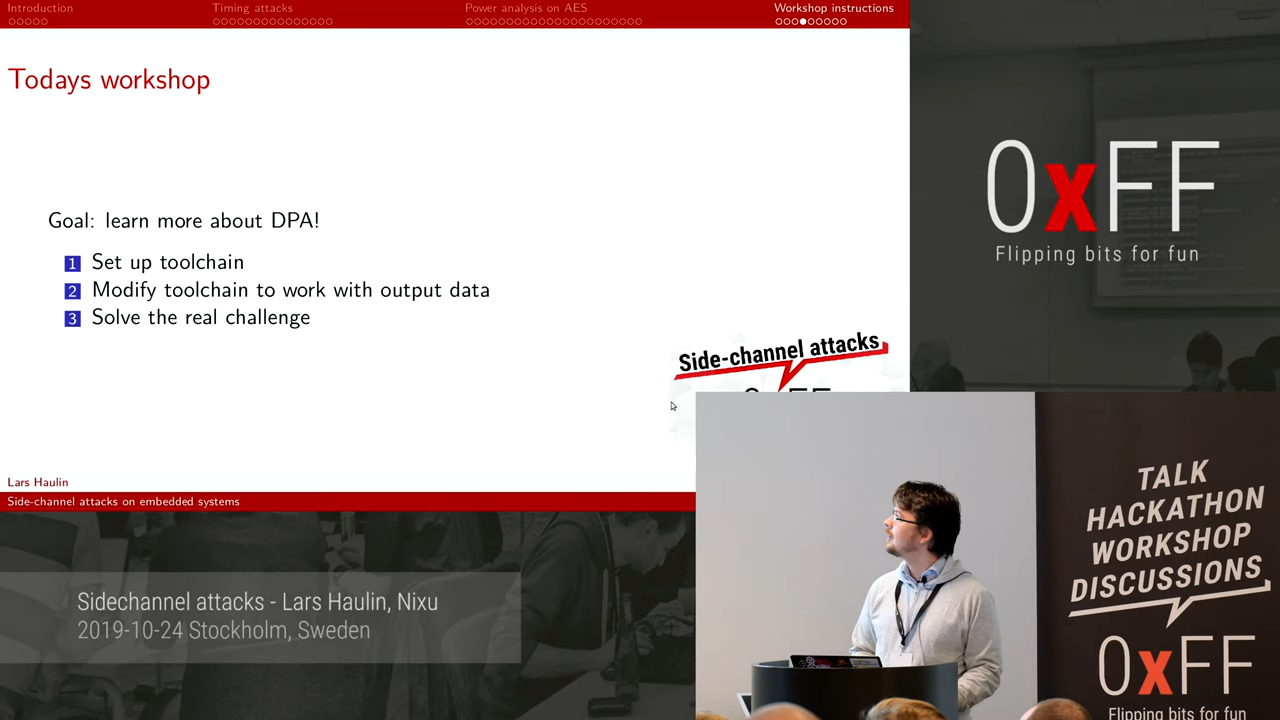 Introduction
Timing attacks
Power analysis on AES
Workshop instructions
Todays workshop
Goal: learn more about DPA!
1 Set up toolchain
2 Modify toolchain to work with output data
3 Solve the real challenge
Side-channel attacks
Lars Haulin
Side-channel attacks on embedded systems
0xFF
Flipping bits for fun
Sidechannel attacks - Lars Haulin, Nixu
2019-10-24 Stockholm, Sweden
TALK
HACKATHON
WORKSHOP
DISCUSSIONS
0xFF
Flipping bits for fun